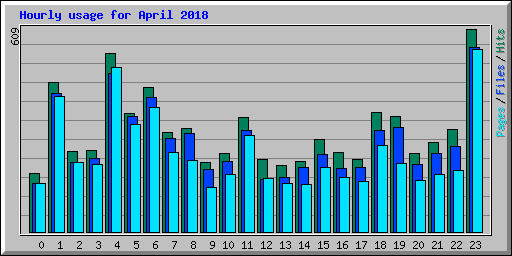 Hourly usage for April 2018
609
Pages/Files/Hits
0 1 2 3 4 5 6 7 8 9 10 11 12 13 14 15 16 17 18 19 20 21 22 23